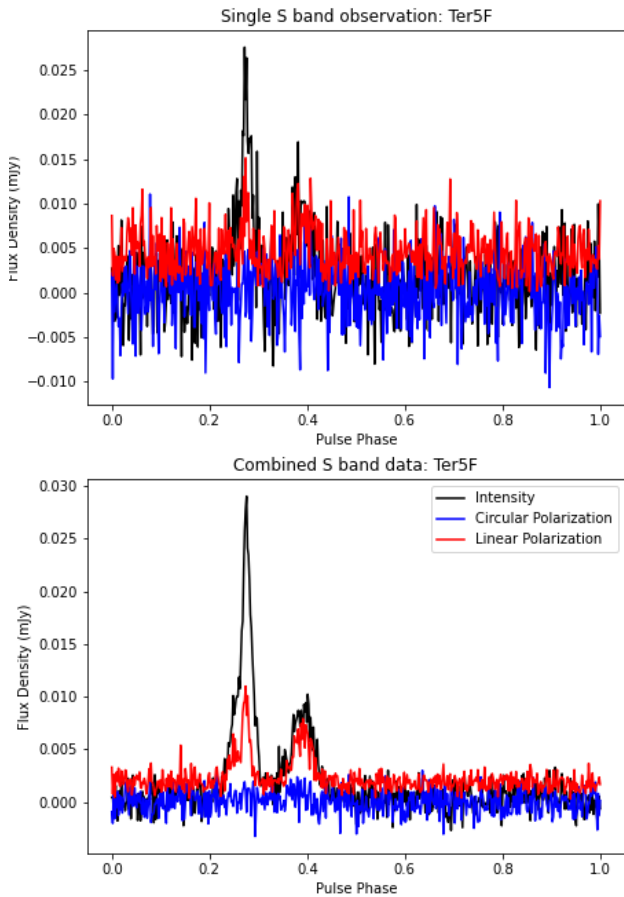 Single S band observation: Ter5F
0.025
0.020
0.015
0.010
0.005
0.000
−0.005
−0.010
Flux Density (mJy)
0.0 0.2 0.4 0.6 0.8 1.0
Pulse Phase
Combined S band data: Ter5F
0.030
0.025
0.020
0.015
0.010
0.005
0.000
Flux Density (mJy)
Intensity
Circular Polarization
Linear Polarization
0.0 0.2 0.4 0.6 0.8 1.0
Pulse Phase